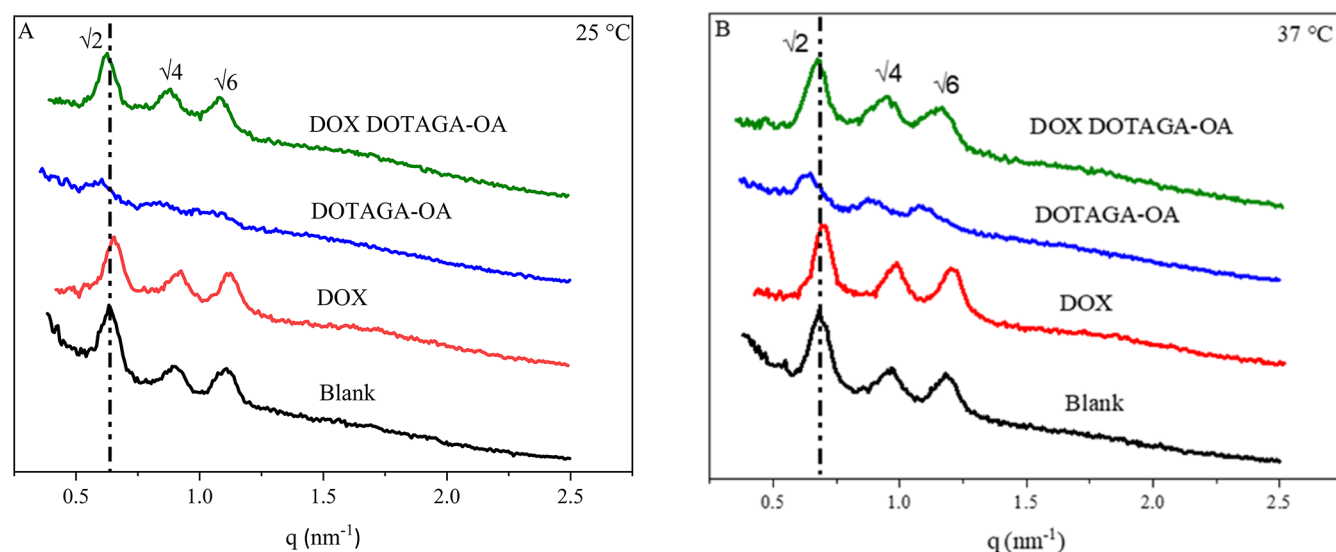 A
25 °C
√2
√4
√6
DOX DOTAGA-OA
DOTAGA-OA
DOX
Blank
0.5 1.0 1.5 2.0 2.5
q (nm⁻¹)
B
37 °C
√2
√4
√6
DOX DOTAGA-OA
DOTAGA-OA
DOX
Blank
0.5 1.0 1.5 2.0 2.5
q (nm⁻¹)